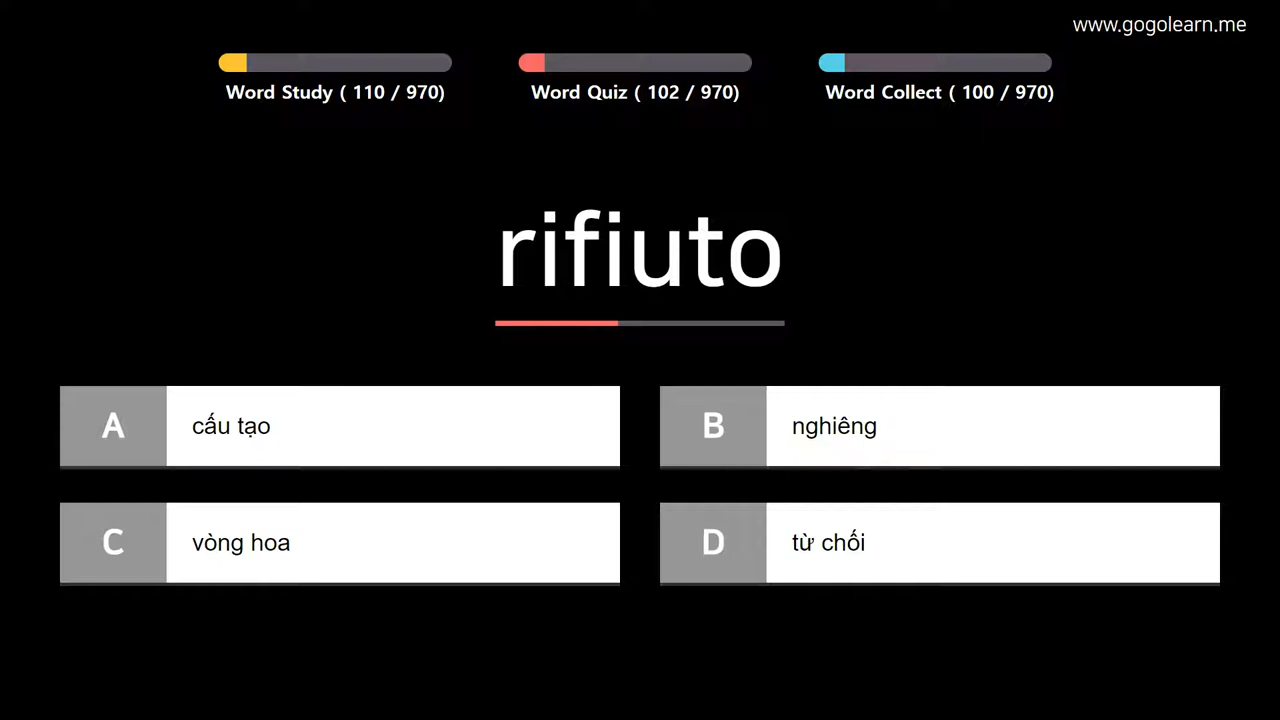 www.gogolearn.me
Word Study ( 110 / 970)
Word Quiz ( 102 / 970)
Word Collect ( 100 / 970)
rifiuto
A cấu tạo
B nghiêng
C vòng hoa
D từ chối